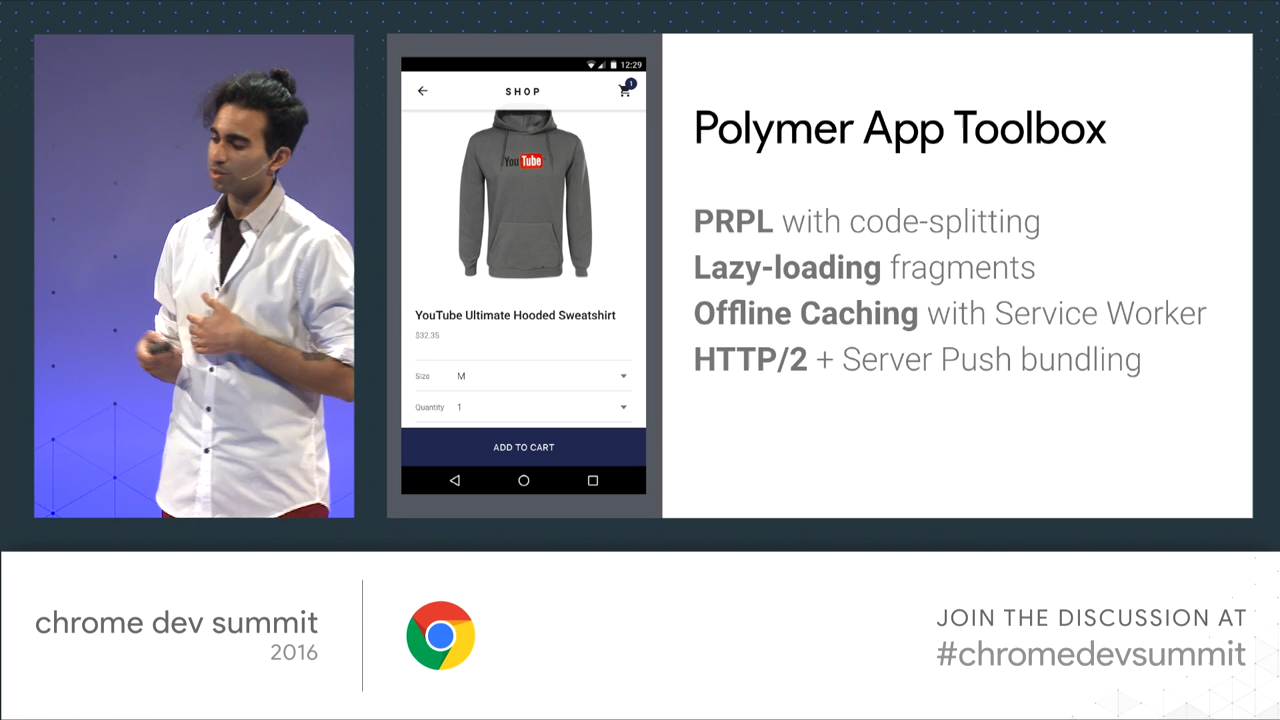 12:29
SHOP
1
YouTube
YouTube Ultimate Hooded Sweatshirt
$32.35
Size M
Quantity 1
ADD TO CART
Polymer App Toolbox
PRPL with code-splitting
Lazy-loading fragments
Offline Caching with Service Worker
HTTP/2 + Server Push bundling
chrome dev summit
2016
JOIN THE DISCUSSION AT
#chromedevsummit